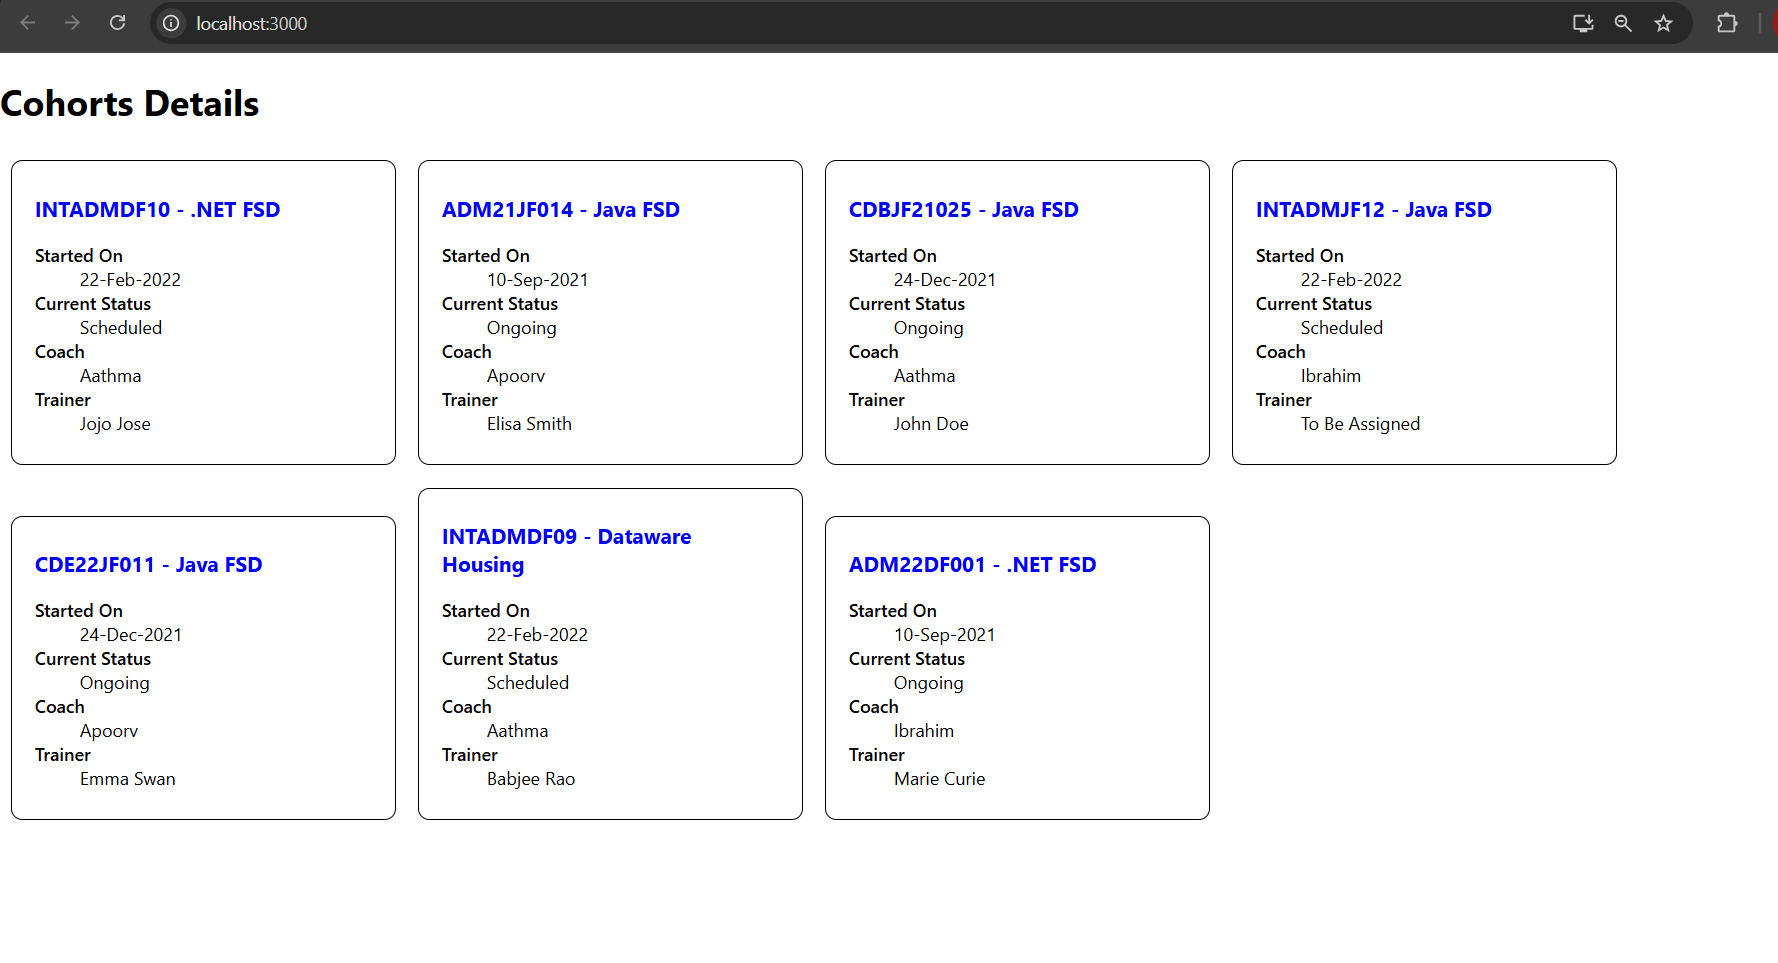 localhost:3000
Cohorts Details
INTADMDF10 - .NET FSD
Started On
22-Feb-2022
Current Status
Scheduled
Coach
Aathma
Trainer
Jojo Jose
ADM21JF014 - Java FSD
Started On
10-Sep-2021
Current Status
Ongoing
Coach
Apoorv
Trainer
Elisa Smith
CDBJF21025 - Java FSD
Started On
24-Dec-2021
Current Status
Ongoing
Coach
Aathma
Trainer
John Doe
INTADMJF12 - Java FSD
Started On
22-Feb-2022
Current Status
Scheduled
Coach
Ibrahim
Trainer
To Be Assigned
CDE22JF011 - Java FSD
Started On
24-Dec-2021
Current Status
Ongoing
Coach
Apoorv
Trainer
Emma Swan
INTADMDF09 - Dataware
Housing
Started On
22-Feb-2022
Current Status
Scheduled
Coach
Aathma
Trainer
Babjee Rao
ADM22DF001 - .NET FSD
Started On
10-Sep-2021
Current Status
Ongoing
Coach
Ibrahim
Trainer
Marie Curie